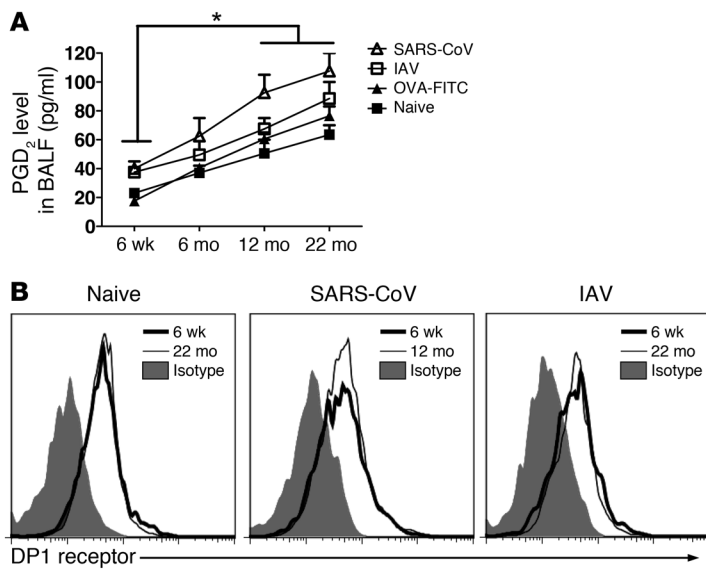 A
*
SARS-CoV
IAV
OVA-FITC
Naive
PGD2 level
in BALF (pg/ml)
120
100
80
60
40
20
0
6 wk 6 mo 12 mo 22 mo
B
Naive SARS-CoV IAV
6 wk
22 mo
Isotype
6 wk
12 mo
Isotype
6 wk
22 mo
Isotype
DP1 receptor